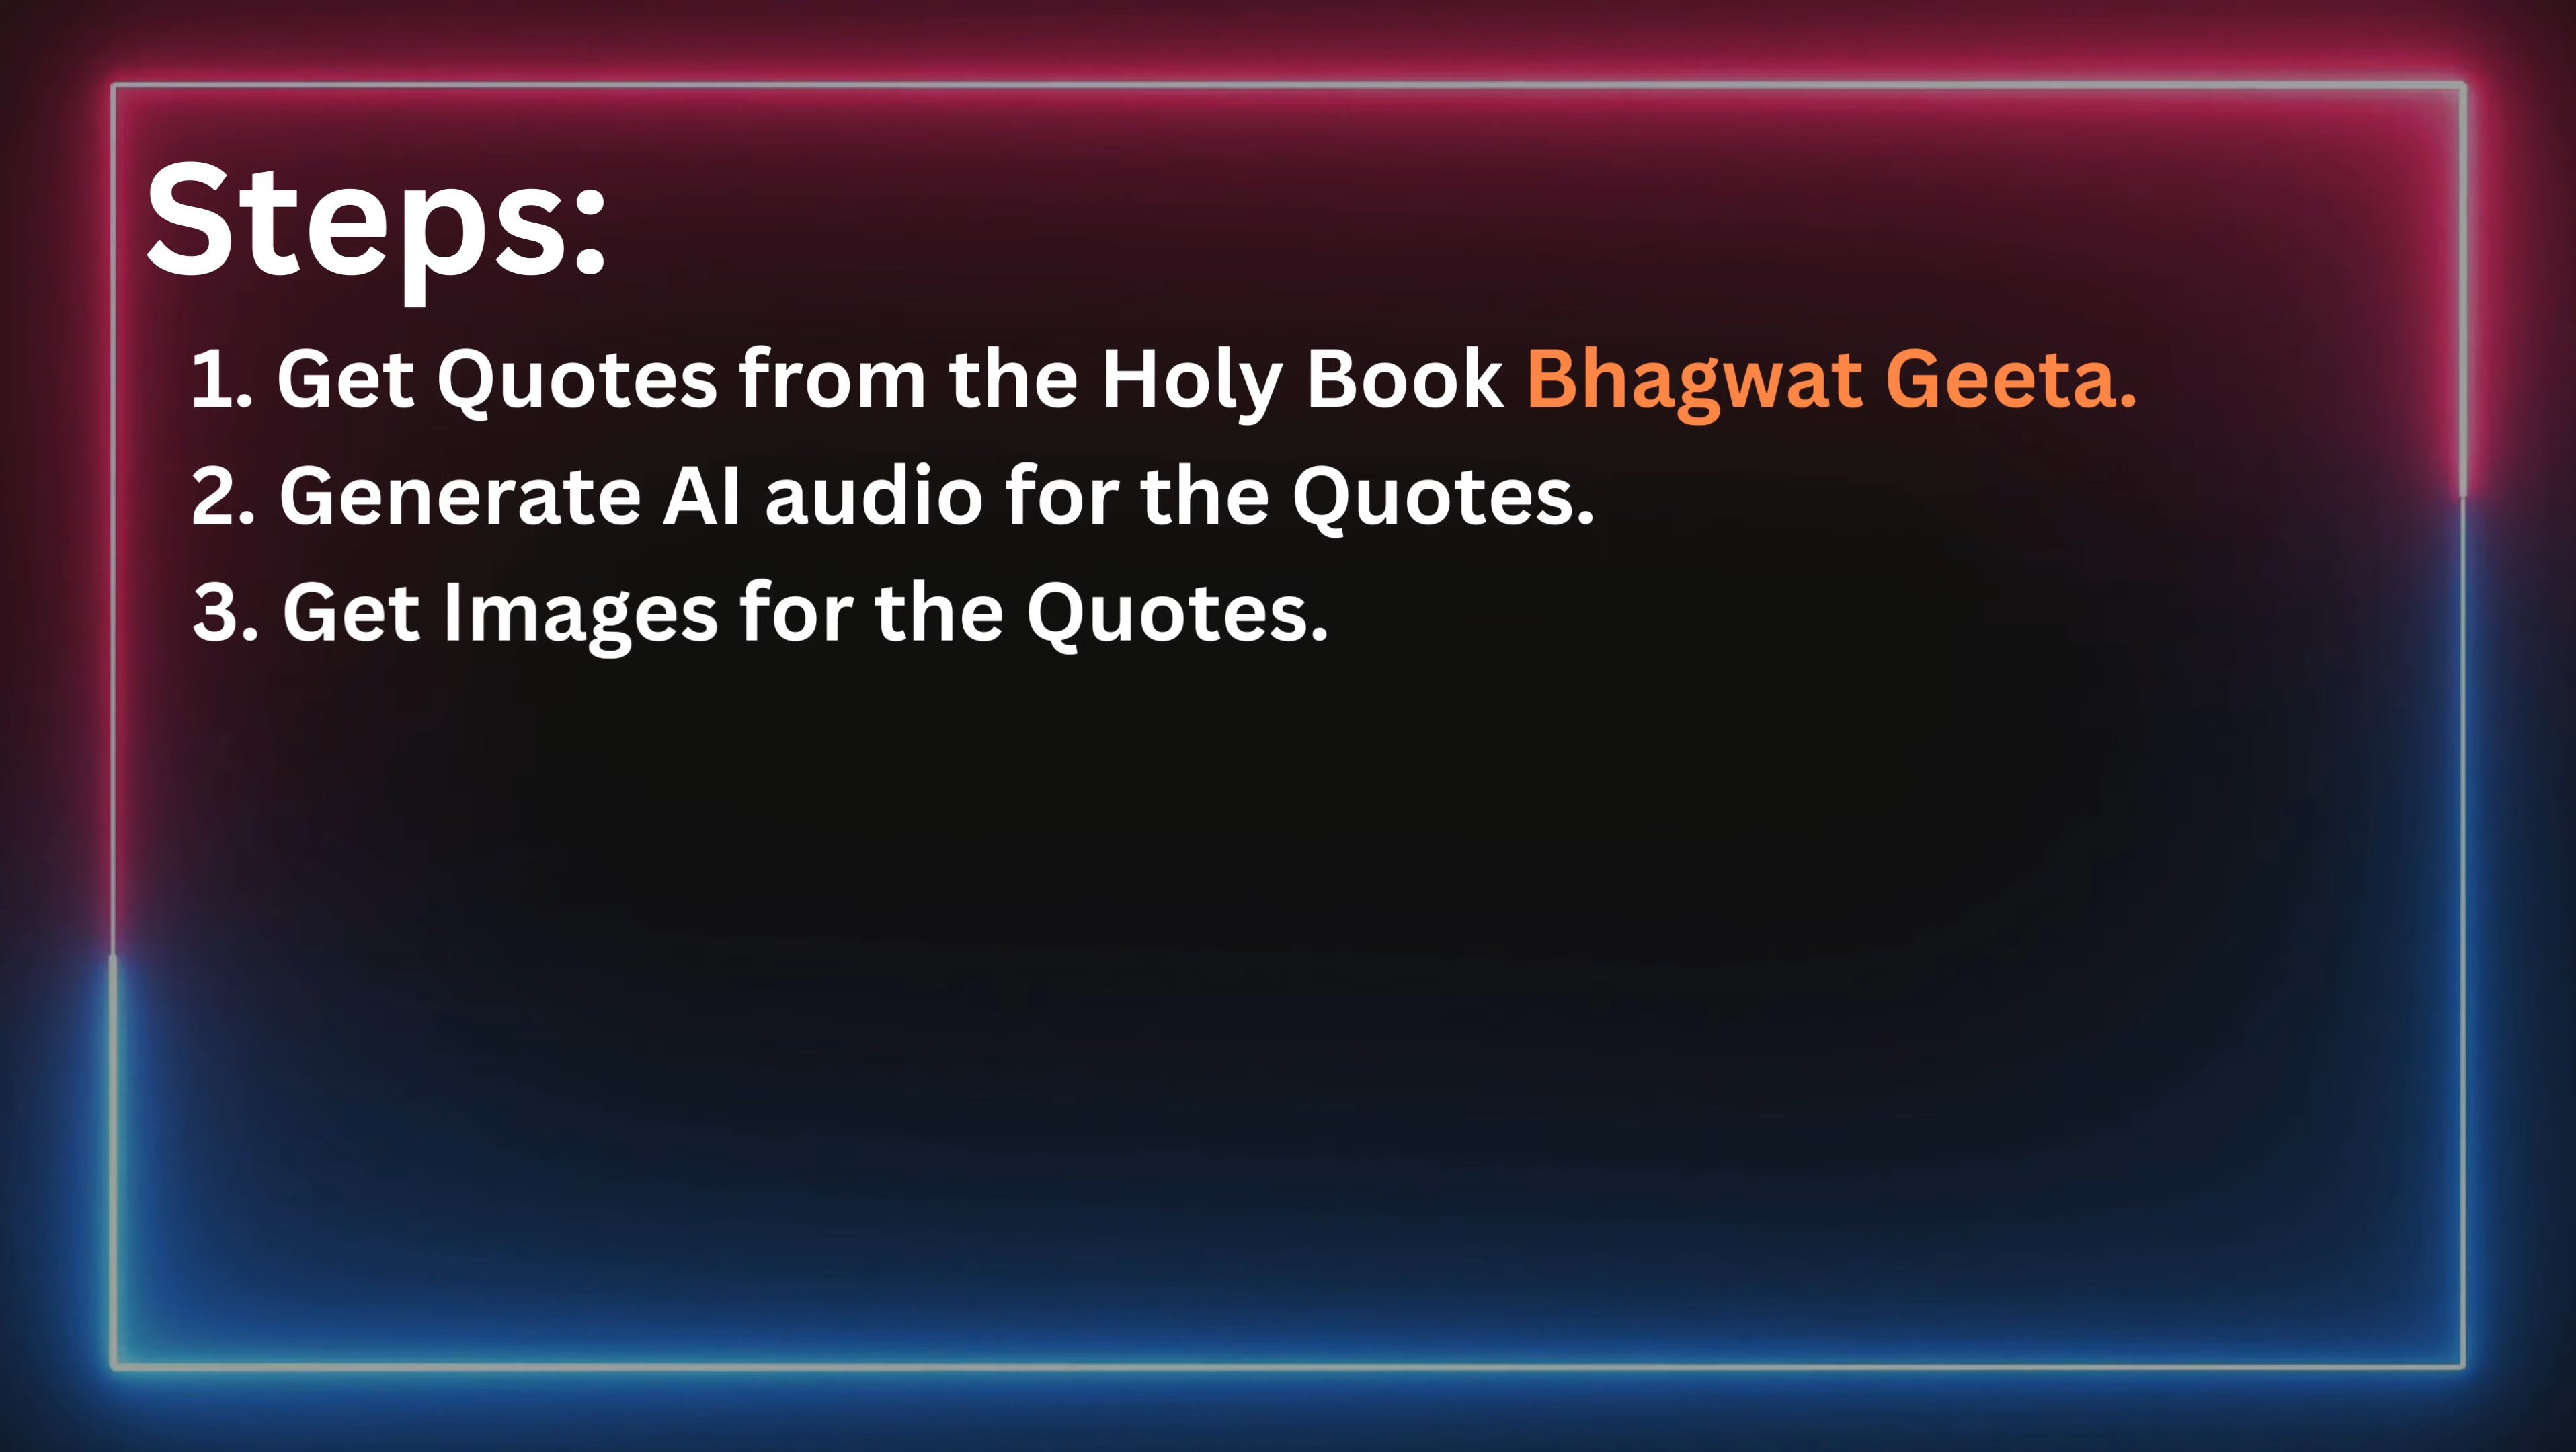 Steps:
1. Get Quotes from the Holy Book Bhagwat Geeta.
2. Generate AI audio for the Quotes.
3. Get Images for the Quotes.